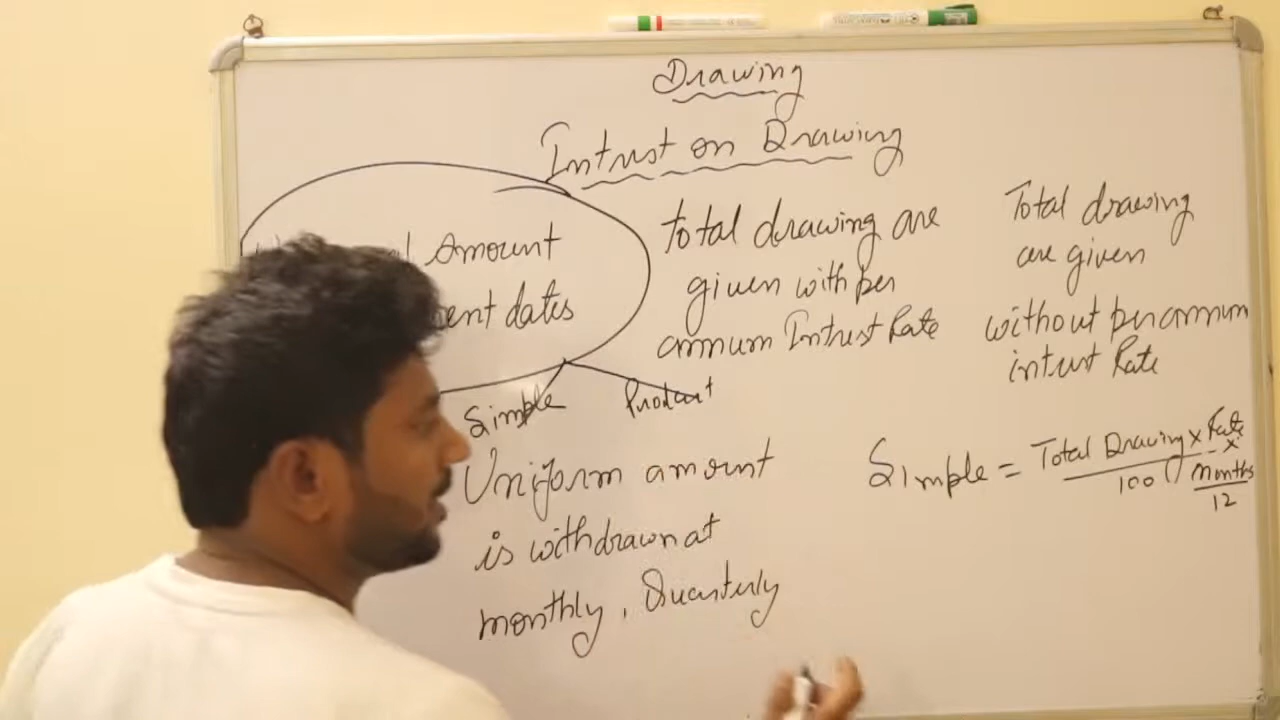 Drawing
Intrust on Drawing
Amount
ent dates
Simple Product
total drawing are
given with per
annum Intrust Rate
Total drawing
are given
without per annum
intrust Rate
Uniform amount
is withdrawn at
monthly, Quarterly
Simple = Total Drawing x Rate x
100 Months
12